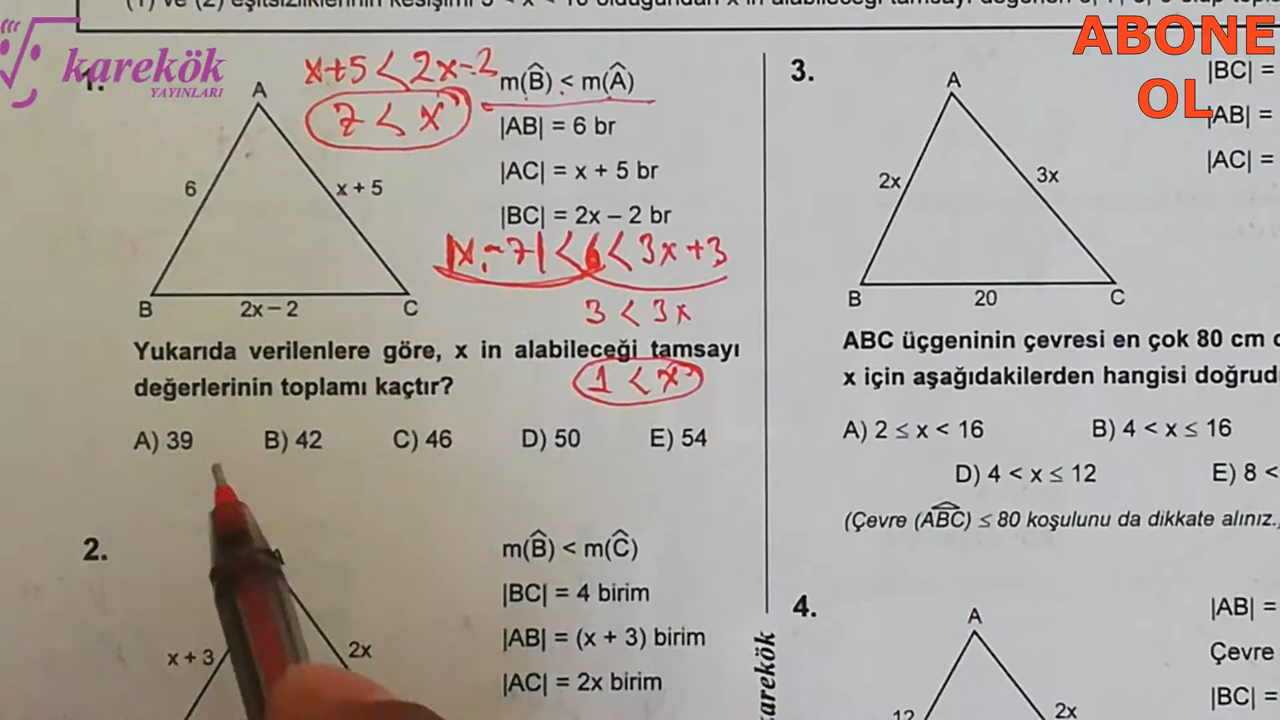 ABONE
OL
karekök
YAYINLARI
1.
x+5<2x-2
7<x
A
6
x + 5
B
2x – 2
C
m(B̂) < m(Â)
|AB| = 6 br
|AC| = x + 5 br
|BC| = 2x – 2 br
|x-7|<6<3x+3
3<3x
1<x
Yukarıda verilenlere göre, x in alabileceği tamsayı
değerlerinin toplamı kaçtır?
A) 39 B) 42 C) 46 D) 50 E) 54
2.
A
x + 3
2x
m(B̂) < m(Ĉ)
|BC| = 4 birim
|AB| = (x + 3) birim
|AC| = 2x birim
karekök
3.
A
2x
3x
B
20
C
|BC| =
|AB| =
|AC| =
ABC üçgeninin çevresi en çok 80 cm
x için aşağıdakilerden hangisi
A) 2 ≤ x < 16 B) 4 < x ≤ 16
D) 4 < x ≤ 12 E) 8 <
(Çevre (ABC) ≤ 80 koşulunu da dikkate alınız.
4.
A
12
2x
|AB| =
Çevre
|BC| =